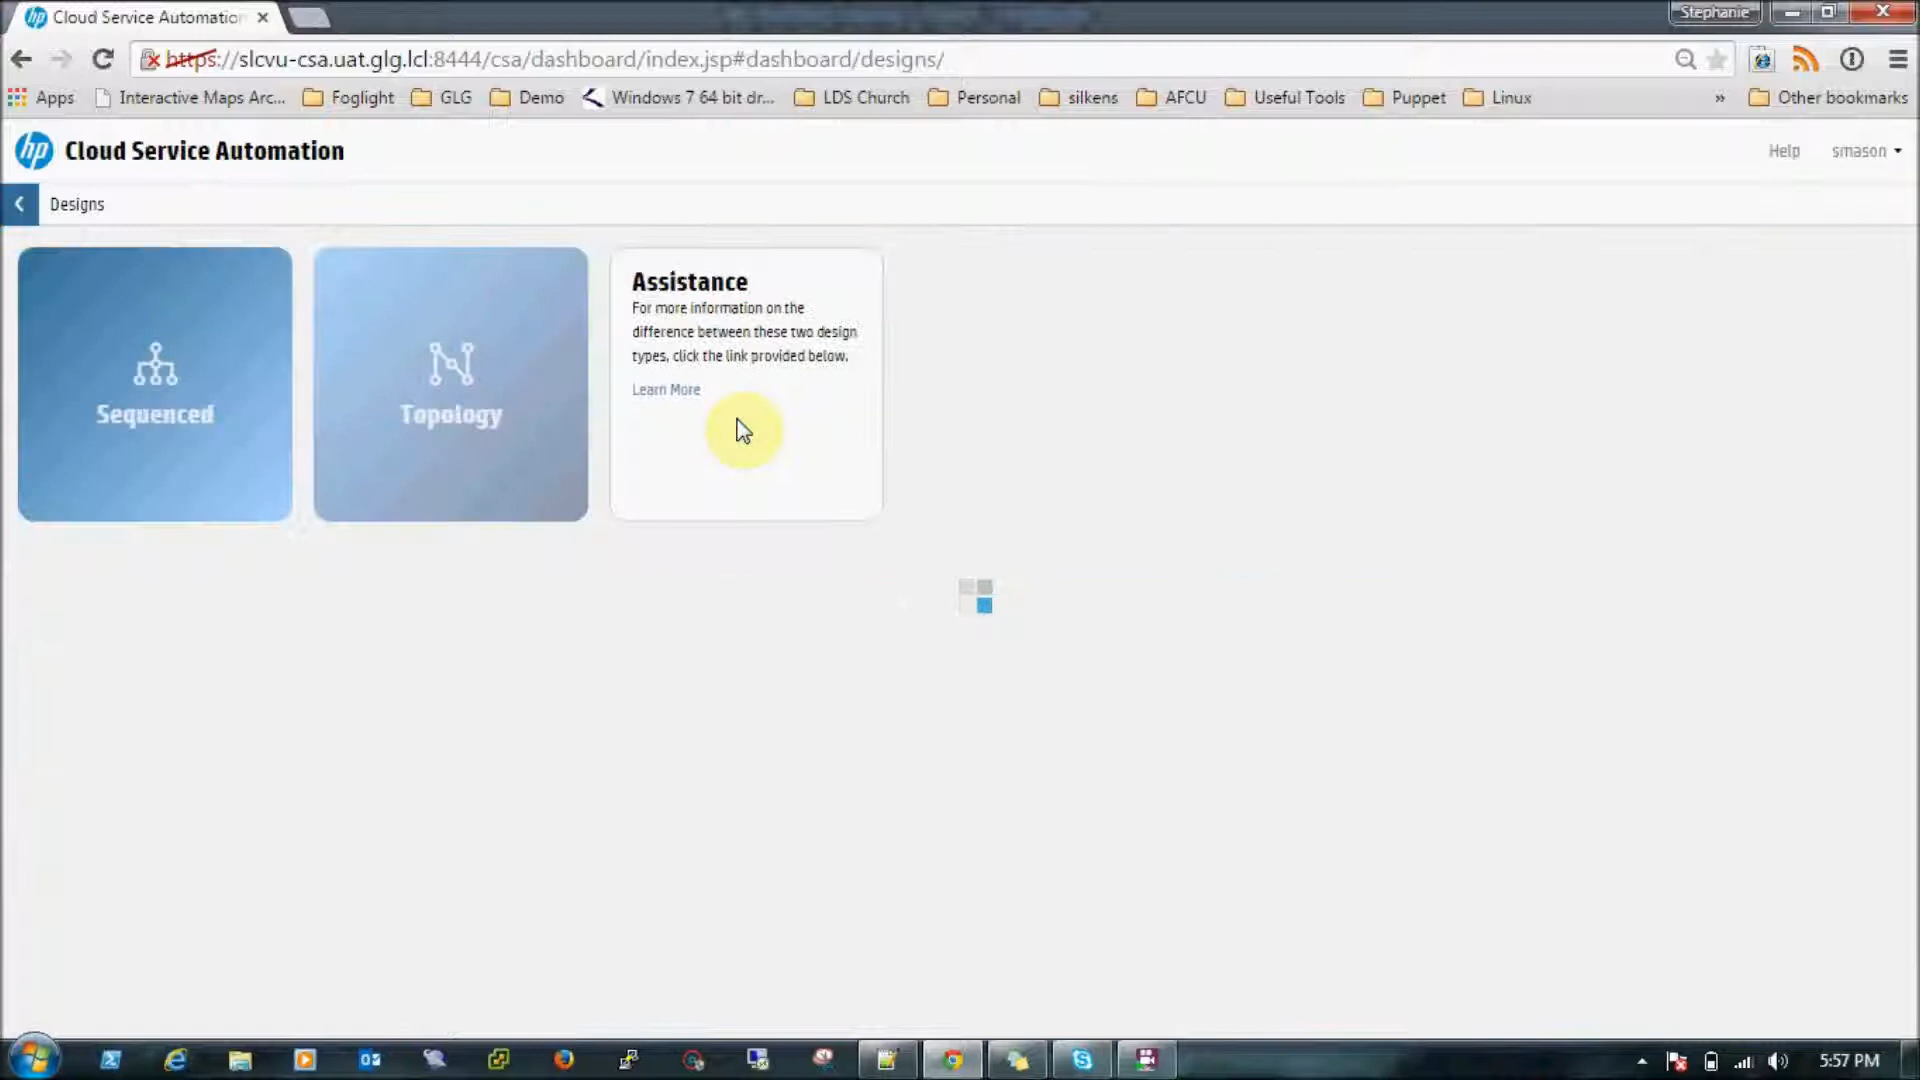 Cloud Service Automation
Stephanie
https://slcvu-csa.uat.glg.lcl:8444/csa/dashboard/index.jsp#dashboard/designs/
Apps Interactive Maps Arc... Foglight GLG Demo Windows 7 64 bit dr... LDS Church Personal silkens AFCU Useful Tools Puppet Linux » Other bookmarks
hp Cloud Service Automation Help smason
Designs
Sequenced
Topology
Assistance
For more information on the
difference between these two design
types, click the link provided below.
Learn More
5:57 PM